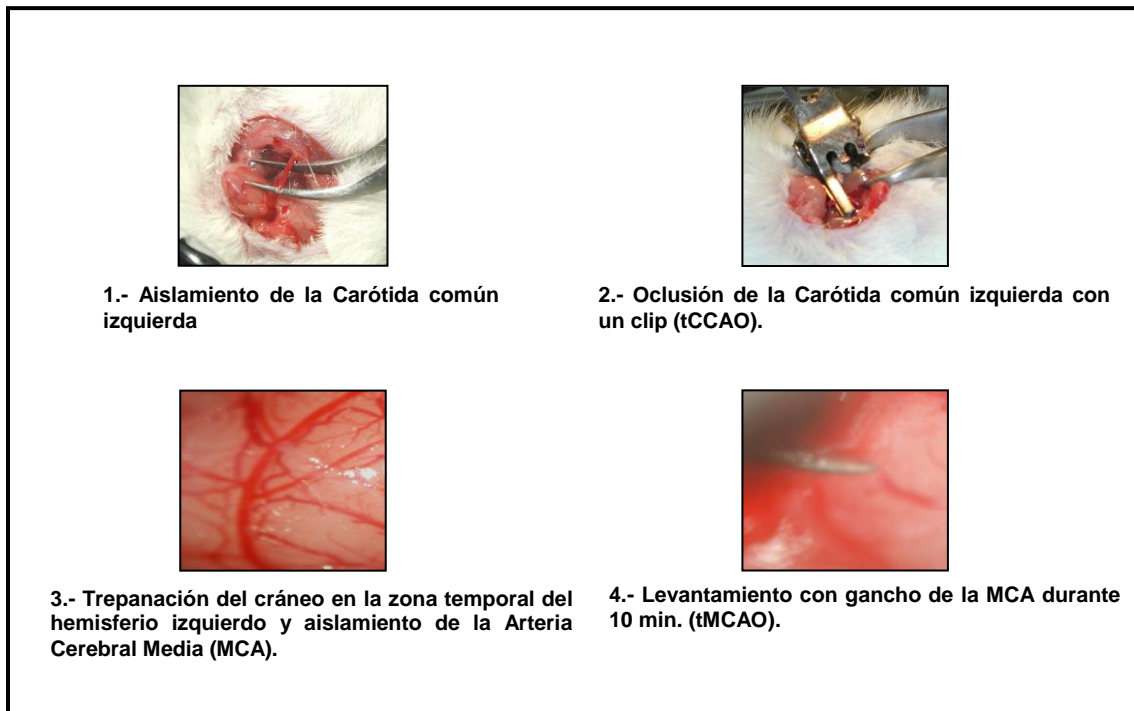 1.- Aislamiento de la Carótida común
izquierda
2.- Oclusión de la Carótida común izquierda con
un clip (tCCAO).
3.- Trepanación del cráneo en la zona temporal del
hemisferio izquierdo y aislamiento de la Arteria
Cerebral Media (MCA).
4.- Levantamiento con gancho de la MCA durante
10 min. (tMCAO).